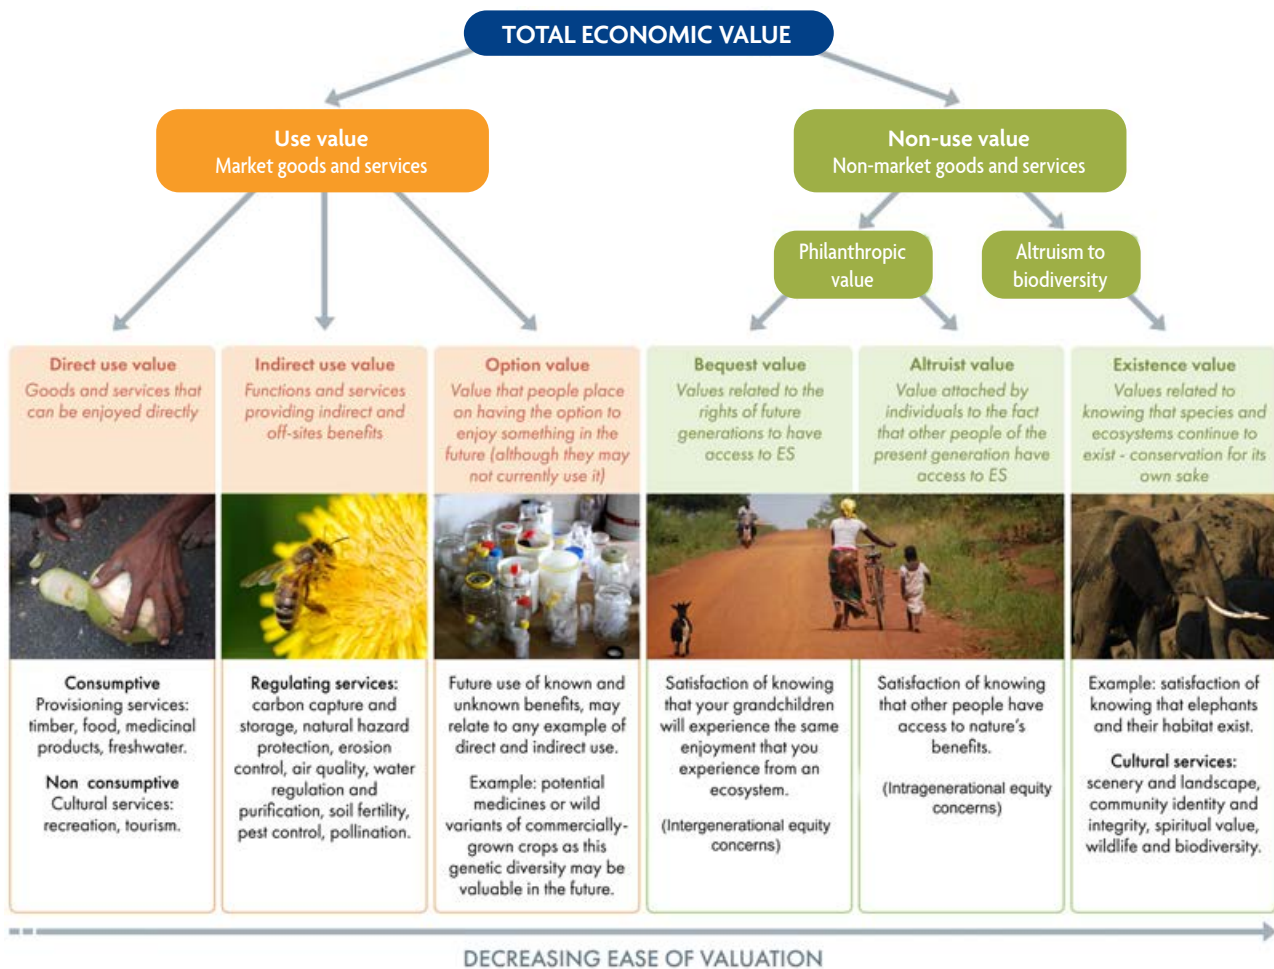 TOTAL ECONOMIC VALUE
Use value
Market goods and services
Non-use value
Non-market goods and services
Philanthropic
value
Altruism to
biodiversity
Direct use value
Goods and services that
can be enjoyed directly
Indirect use value
Functions and services
providing indirect and
off-sites benefits
Option value
Value that people place
on having the option to
enjoy something in the
future (although they may
not currently use it)
Bequest value
Values related to the
rights of future
generations to have
access to ES
Altruist value
Value attached by
individuals to the fact
that other people of the
present generation have
access to ES
Existence value
Values related to
knowing that species and
ecosystems continue to
exist - conservation for its
own sake
Consumptive
Provisioning services:
timber, food, medicinal
products, freshwater.
Non consumptive
Cultural services:
recreation, tourism.
Regulating services:
carbon capture and
storage, natural hazard
protection, erosion
control, air quality, water
regulation and
purification, soil fertility,
pest control, pollination.
Future use of known and
unknown benefits, may
relate to any example of
direct and indirect use.
Example: potential
medicines or wild
variants of commercially-
grown crops as this
genetic diversity may be
valuable in the future.
Satisfaction of knowing
that your grandchildren
will experience the same
enjoyment that you
experience from an
ecosystem.
(Intergenerational equity
concerns)
Satisfaction of knowing
that other people have
access to nature's
benefits.
(Intragenerational equity
concerns)
Example: satisfaction of
knowing that elephants
and their habitat exist.
Cultural services:
scenery and landscape,
community identity and
integrity, spiritual value,
wildlife and biodiversity.
DECREASING EASE OF VALUATION